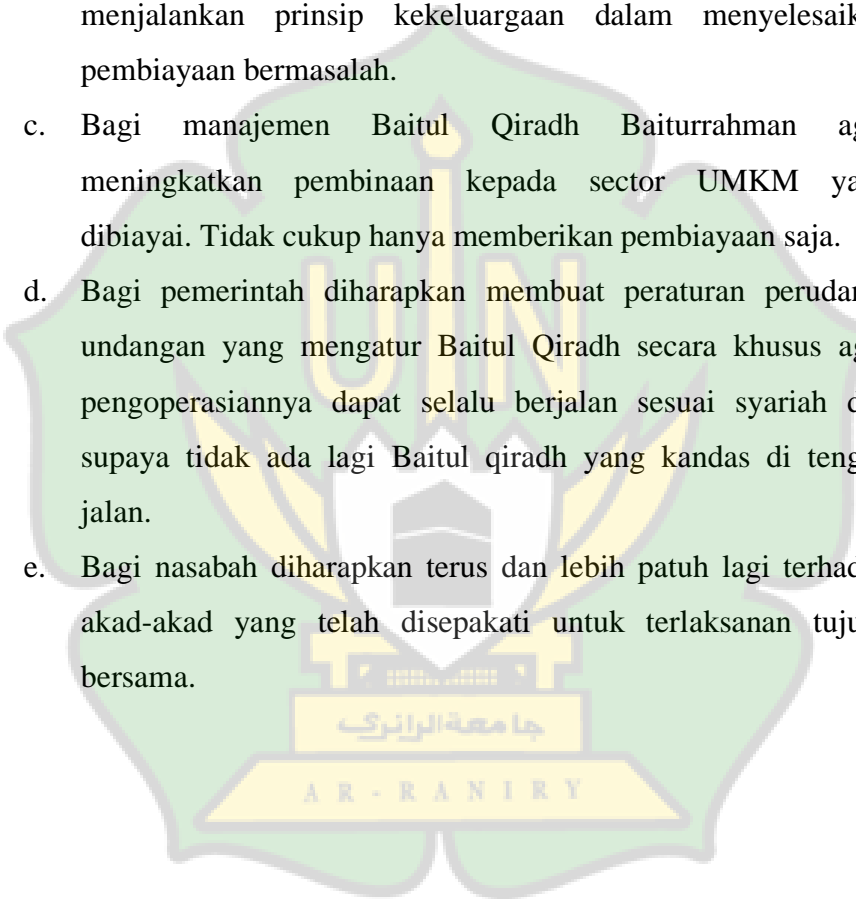 menjalankan prinsip kekeluargaan dalam menyelesaik
pembiayaan bermasalah.
c. Bagi manajemen Baitul Qiradh Baiturrahman ag
meningkatkan pembinaan kepada sector UMKM ya
dibiayai. Tidak cukup hanya memberikan pembiayaan saja.
d. Bagi pemerintah diharapkan membuat peraturan perudan
undangan yang mengatur Baitul Qiradh secara khusus ag
pengoperasiannya dapat selalu berjalan sesuai syariah d
supaya tidak ada lagi Baitul qiradh yang kandas di teng
jalan.
e. Bagi nasabah diharapkan terus dan lebih patuh lagi terhad
akad-akad yang telah disepakati untuk terlaksanan tuju
bersama.
UIN
جامعةالرانري
AR-RANIRY